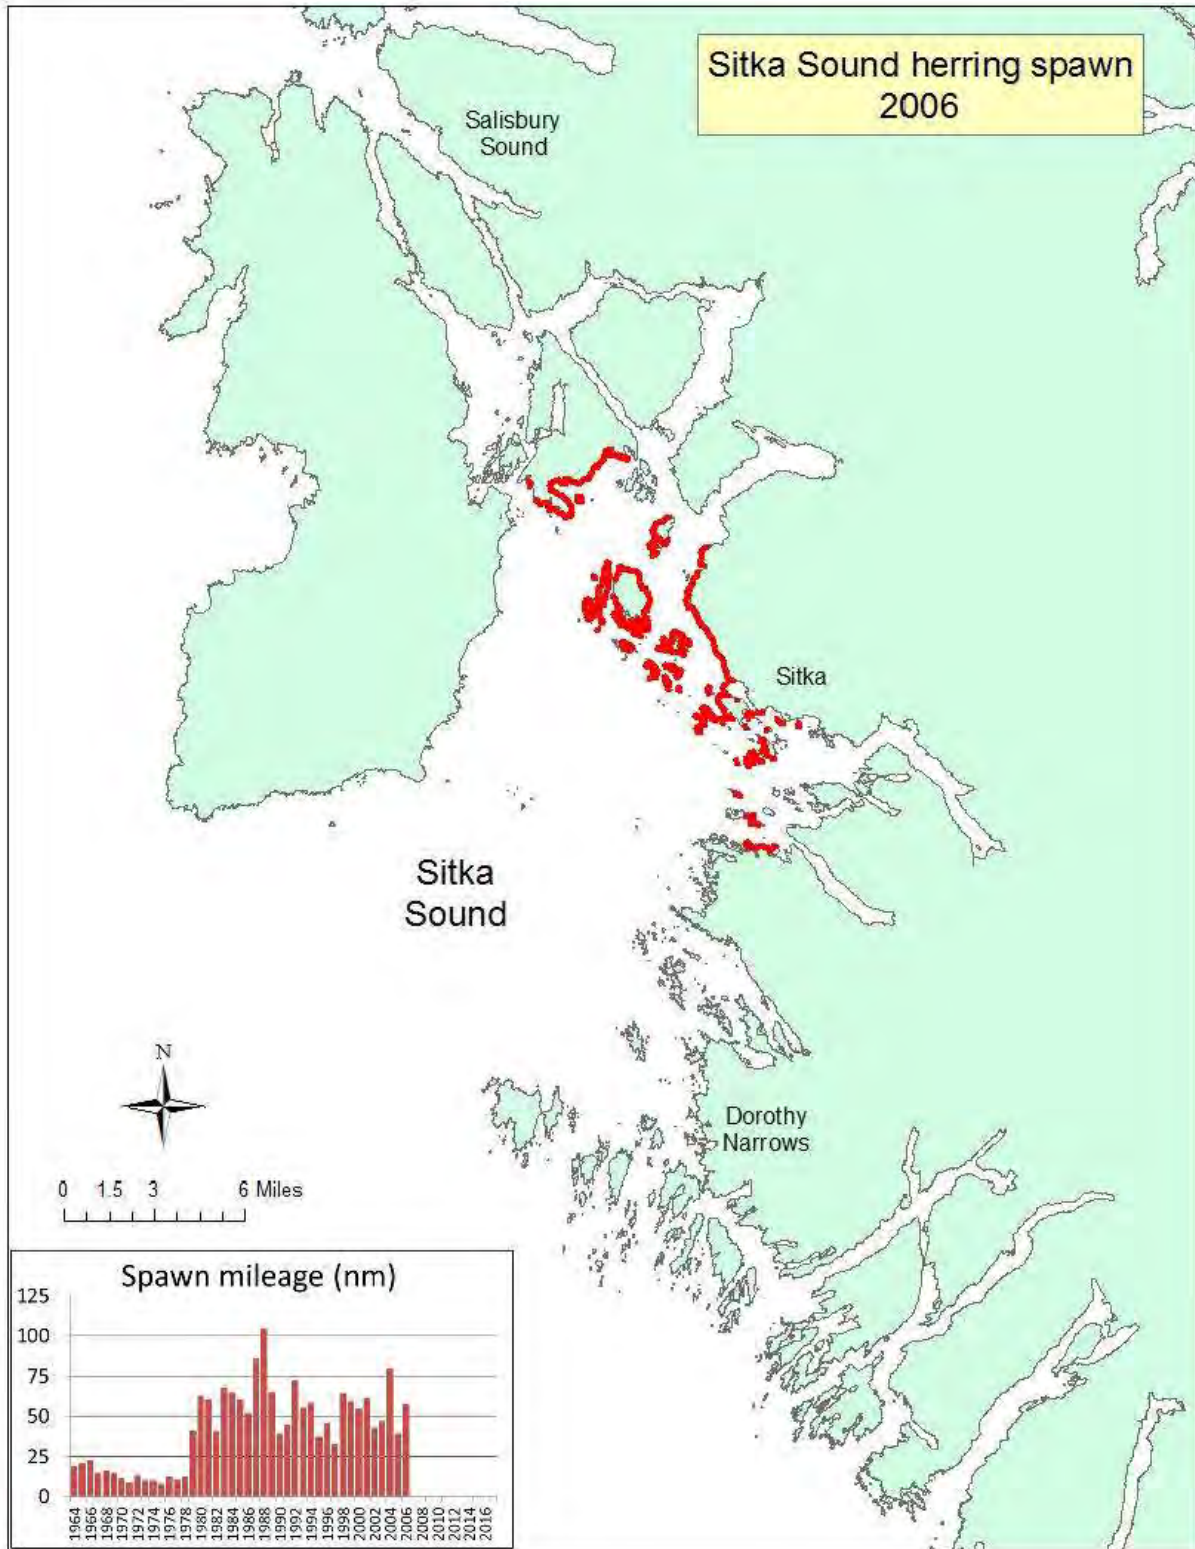 Sitka Sound herring spawn
2006
Salisbury
Sound
Sitka
Sitka
Sound
N
Dorothy
Narrows
0 1.5 3 6 Miles
Spawn mileage (nm)
125
100
75
50
25
0
1964 1966 1968 1970 1972 1974 1976 1978 1980 1982 1984 1986 1988 1990 1992 1994 1996 1998 2000 2002 2004 2006 2008 2010 2012 2014 2016